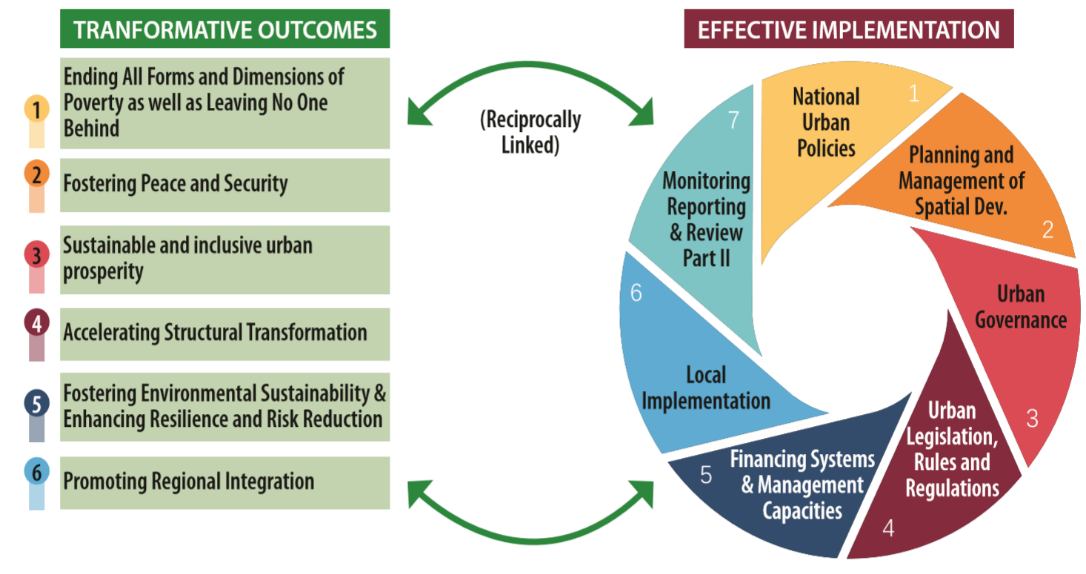 TRANFORMATIVE OUTCOMES
1
Ending All Forms and Dimensions of
Poverty as well as Leaving No One
Behind
2
Fostering Peace and Security
3
Sustainable and inclusive urban
prosperity
4
Accelerating Structural Transformation
5
Fostering Environmental Sustainability &
Enhancing Resilience and Risk Reduction
6
Promoting Regional Integration
(Reciprocally
Linked)
EFFECTIVE IMPLEMENTATION
1
National
Urban
Policies
Planning and
Management of
Spatial Dev.
2
Urban
Governance
3
Urban
Legislation,
Rules and
Regulations
4
Financing Systems
& Management
Capacities
5
6
Local
Implementation
7
Monitoring
Reporting
& Review
Part II